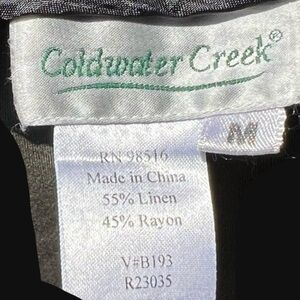 Coldwater Creek®
M
RN 98516
Made in China
55% Linen
45% Rayon
V#B193
R23035